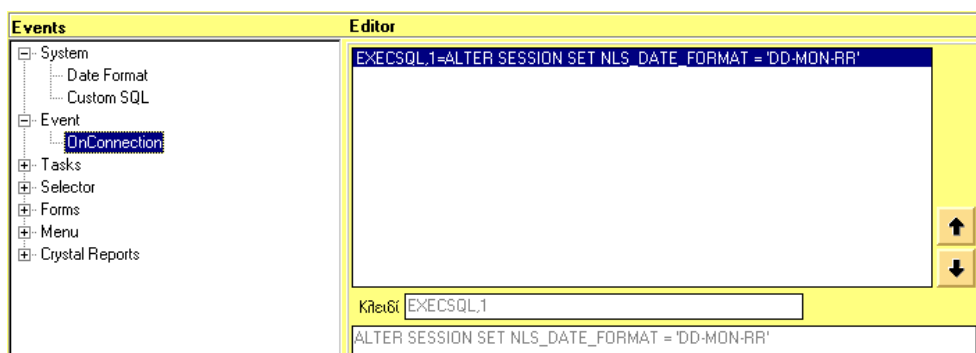 Events
System
Date Format
Custom SQL
Event
OnConnection
Tasks
Selector
Forms
Menu
Crystal Reports
Editor
EXECSQL,1=ALTER SESSION SET NLS_DATE_FORMAT = 'DD-MON-RR'
Κλειδί EXECSQL,1
ALTER SESSION SET NLS_DATE_FORMAT = 'DD-MON-RR'